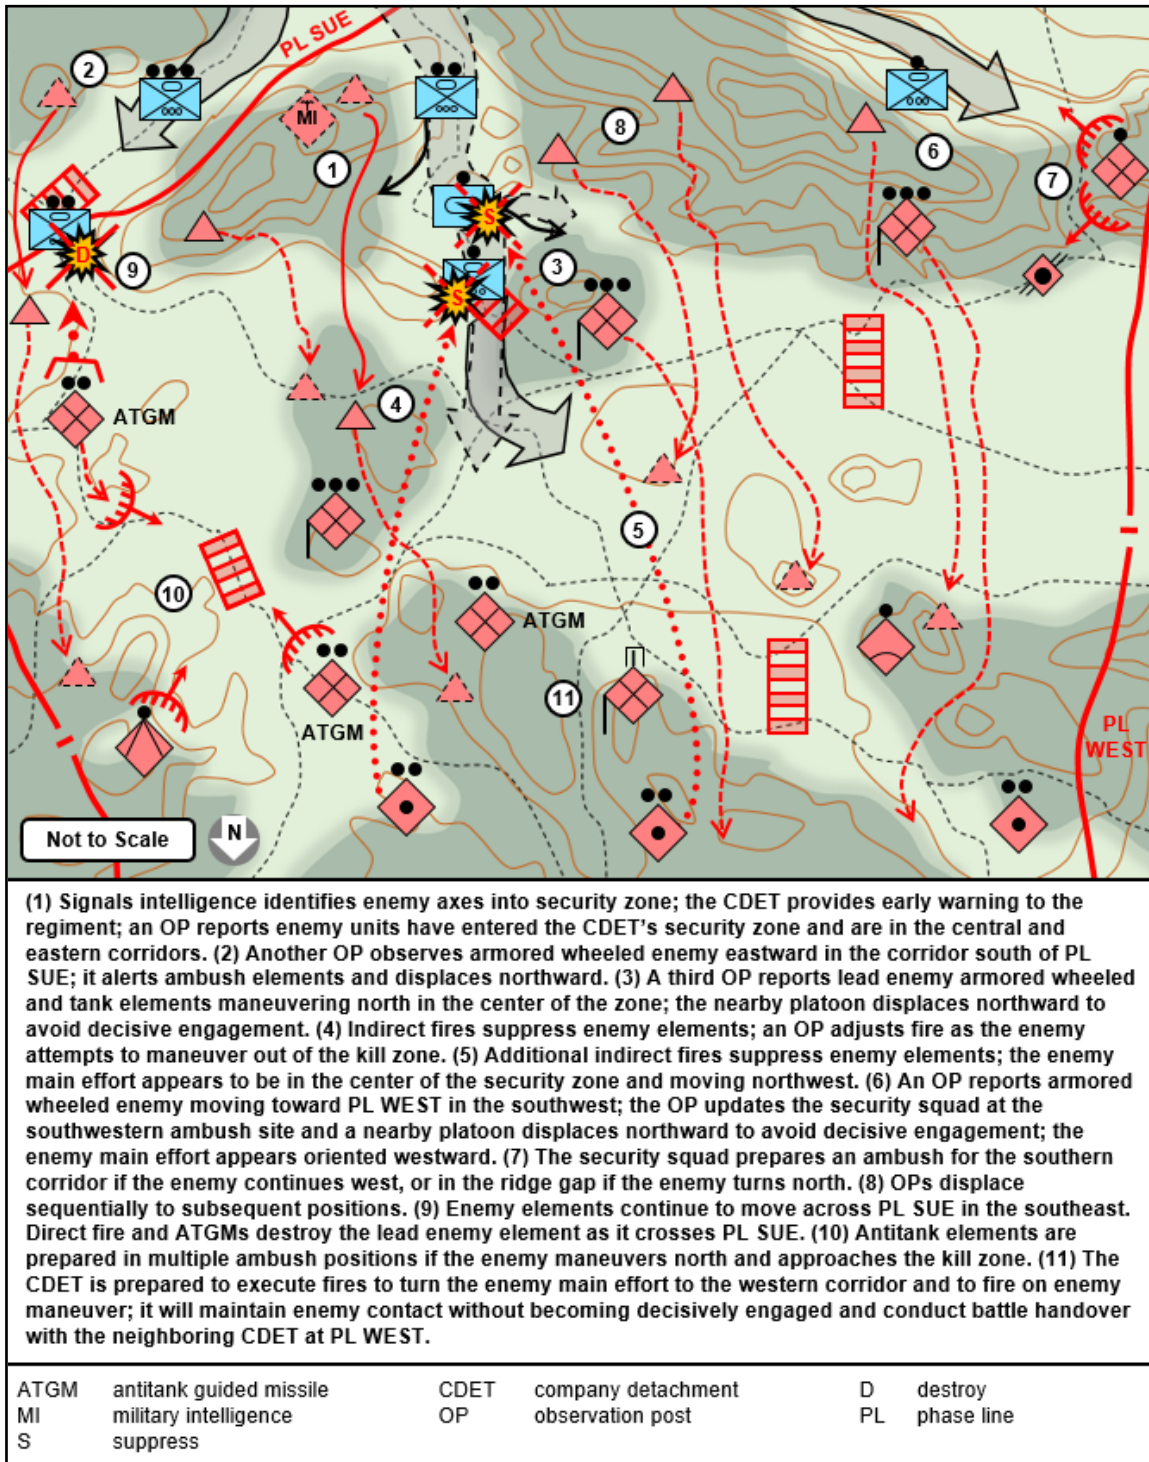 PL SUE
2
MI
1
8
6
7
S
3
D
9
S
ATGM
4
5
10
ATGM
11
ATGM
PL
WEST
Not to Scale
N
(1) Signals intelligence identifies enemy axes into security zone; the CDET provides early warning to the
regiment; an OP reports enemy units have entered the CDET's security zone and are in the central and
eastern corridors. (2) Another OP observes armored wheeled enemy eastward in the corridor south of PL
SUE; it alerts ambush elements and displaces northward. (3) A third OP reports lead enemy armored wheeled
and tank elements maneuvering north in the center of the zone; the nearby platoon displaces northward to
avoid decisive engagement. (4) Indirect fires suppress enemy elements; an OP adjusts fire as the enemy
attempts to maneuver out of the kill zone. (5) Additional indirect fires suppress enemy elements; the enemy
main effort appears to be in the center of the security zone and moving northwest. (6) An OP reports armored
wheeled enemy moving toward PL WEST in the southwest; the OP updates the security squad at the
southwestern ambush site and a nearby platoon displaces northward to avoid decisive engagement; the
enemy main effort appears oriented westward. (7) The security squad prepares an ambush for the southern
corridor if the enemy continues west, or in the ridge gap if the enemy turns north. (8) OPs displace
sequentially to subsequent positions. (9) Enemy elements continue to move across PL SUE in the southeast.
Direct fire and ATGMs destroy the lead enemy element as it crosses PL SUE. (10) Antitank elements are
prepared in multiple ambush positions if the enemy maneuvers north and approaches the kill zone. (11) The
CDET is prepared to execute fires to turn the enemy main effort to the western corridor and to fire on enemy
maneuver; it will maintain enemy contact without becoming decisively engaged and conduct battle handover
with the neighboring CDET at PL WEST.
ATGM antitank guided missile CDET company detachment D destroy
MI military intelligence OP observation post PL phase line
S suppress